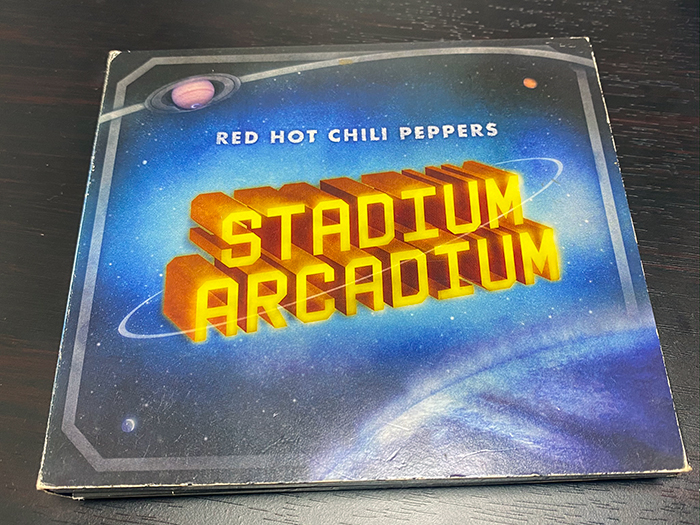 RED HOT CHILI PEPPERS
STADIUM
ARCADIUM